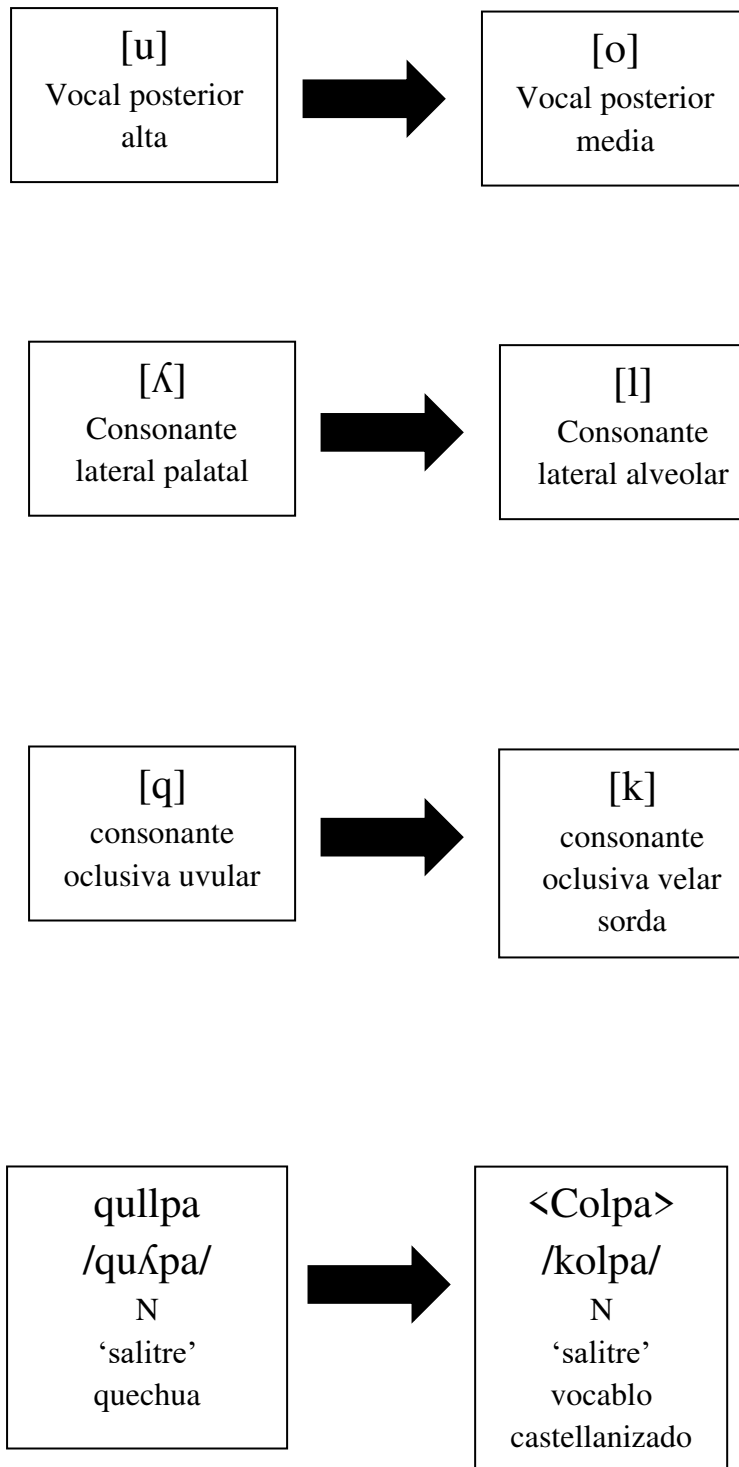 [u]
Vocal posterior
alta
[o]
Vocal posterior
media
[ʎ]
Consonante
lateral palatal
[l]
Consonante
lateral alveolar
[q]
consonante
oclusiva uvular
[k]
consonante
oclusiva velar
sorda
qullpa
/quʎpa/
N
‘salitre’
quechua
<Colpa>
/kolpa/
N
‘salitre’
vocablo
castellanizado